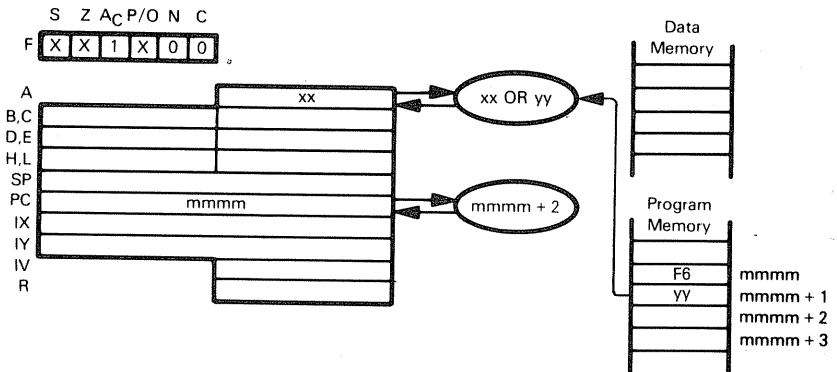 S Z AC P/O N C
F X X 1 X 0 0
A xx
B,C
D,E
H,L
SP
PC mmmm
IX
IY
IV
R
xx OR yy
mmmm + 2
Data
Memory
Program
Memory
F6 mmmm
yy mmmm + 1
mmmm + 2
mmmm + 3